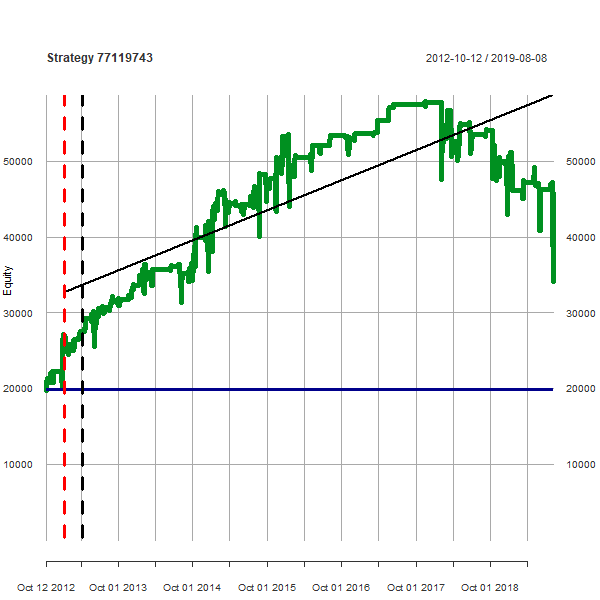 Strategy 77119743
2012-10-12 / 2019-08-08
50000
50000
40000
40000
Equity
30000
30000
20000
20000
10000
10000
Oct 12 2012
Oct 01 2013
Oct 01 2014
Oct 01 2015
Oct 01 2016
Oct 01 2017
Oct 01 2018